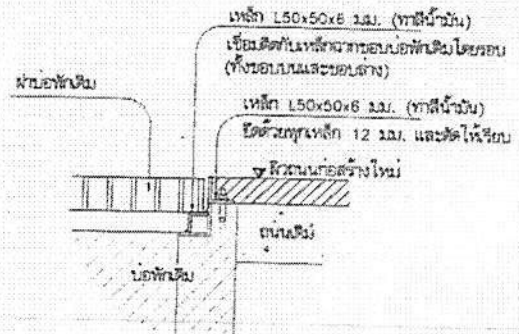 เหล็ก L50x50x6 มม. (ทาสีน้ำมัน)
เชื่อมติดกับเหล็กฉากขอบบ่อพักเดิมโดยรอบ
(ทั้งขอบบนและขอบล่าง)
ฝาบ่อพักเดิม
เหล็ก L50x50x6 มม. (ทาสีน้ำมัน)
ยึดด้วยพุกเหล็ก 12 มม. และตัดให้เรียบ
ผิวถนนก่อสร้างใหม่
ถนนเดิม
บ่อพักเดิม